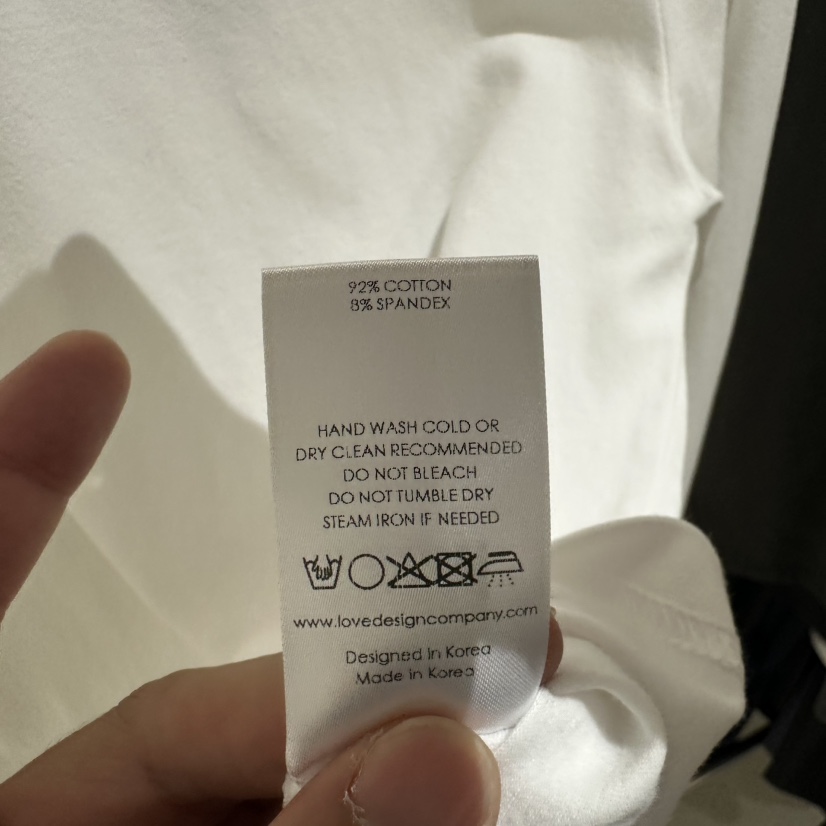 92% COTTON
8% SPANDEX
HAND WASH COLD OR
DRY CLEAN RECOMMENDED
DO NOT BLEACH
DO NOT TUMBLE DRY
STEAM IRON IF NEEDED
www.lovedesigncompany.com
Designed in Korea
Made in Korea